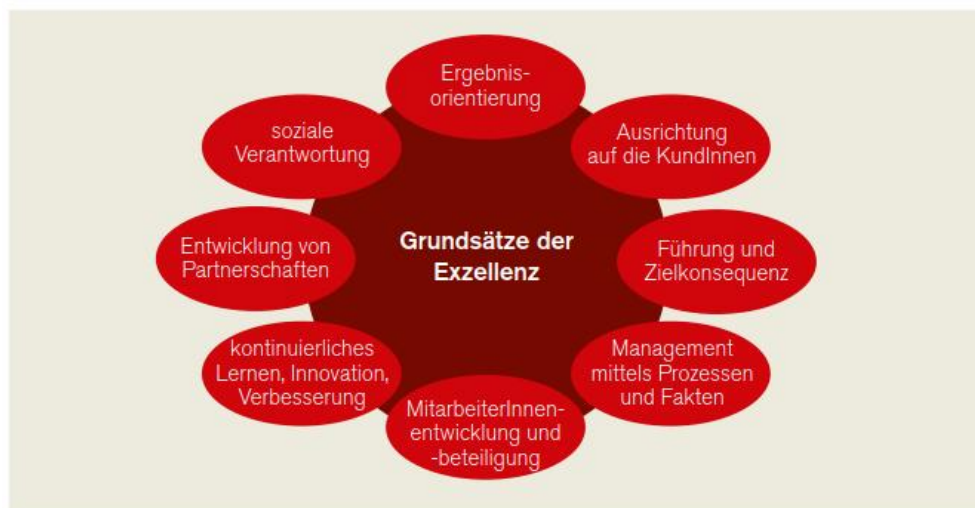 Ergebnis-
orientierung
Ausrichtung
auf die KundInnen
Führung und
Zielkonsequenz
Management
mittels Prozessen
und Fakten
MitarbeiterInnen-
entwicklung und
-beteiligung
kontinuierliches
Lernen, Innovation,
Verbesserung
Entwicklung von
Partnerschaften
soziale
Verantwortung
Grundsätze der
Exzellenz